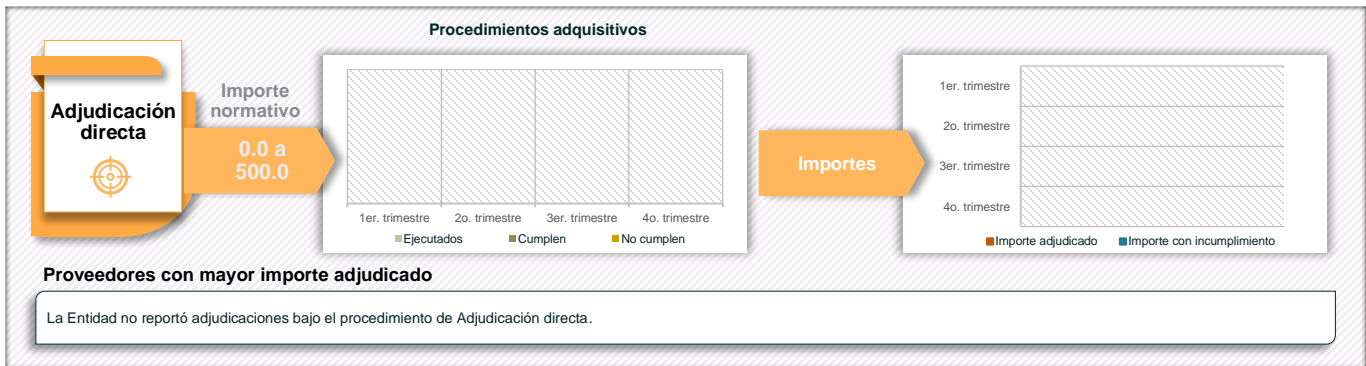 Procedimientos adquisitivos
Adjudicación
directa
Importe
normativo
0.0 a
500.0
1er. trimestre
2o. trimestre
3er. trimestre
4o. trimestre
Ejecutados
Cumplen
No cumplen
Importes
1er. trimestre
2o. trimestre
3er. trimestre
4o. trimestre
Importe adjudicado
Importe con incumplimiento
Proveedores con mayor importe adjudicado
La Entidad no reportó adjudicaciones bajo el procedimiento de Adjudicación directa.